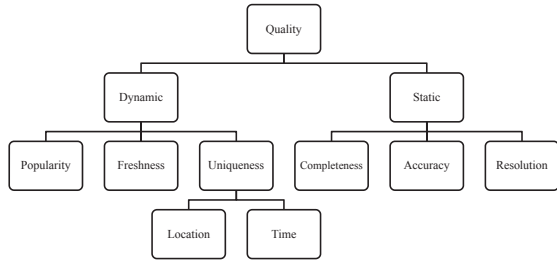 Quality
Dynamic
Static
Popularity
Freshness
Uniqueness
Completeness
Accuracy
Resolution
Location
Time